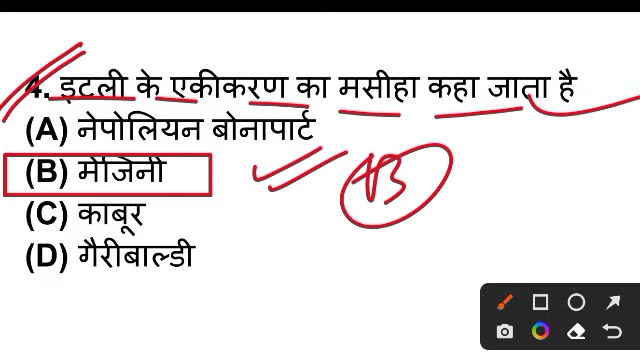 4. इटली के एकीकरण का मसीहा कहा जाता है
(A) नेपोलियन बोनापार्ट
(B) मेजिनी
(C) काबूर
(D) गैरीबाल्डी